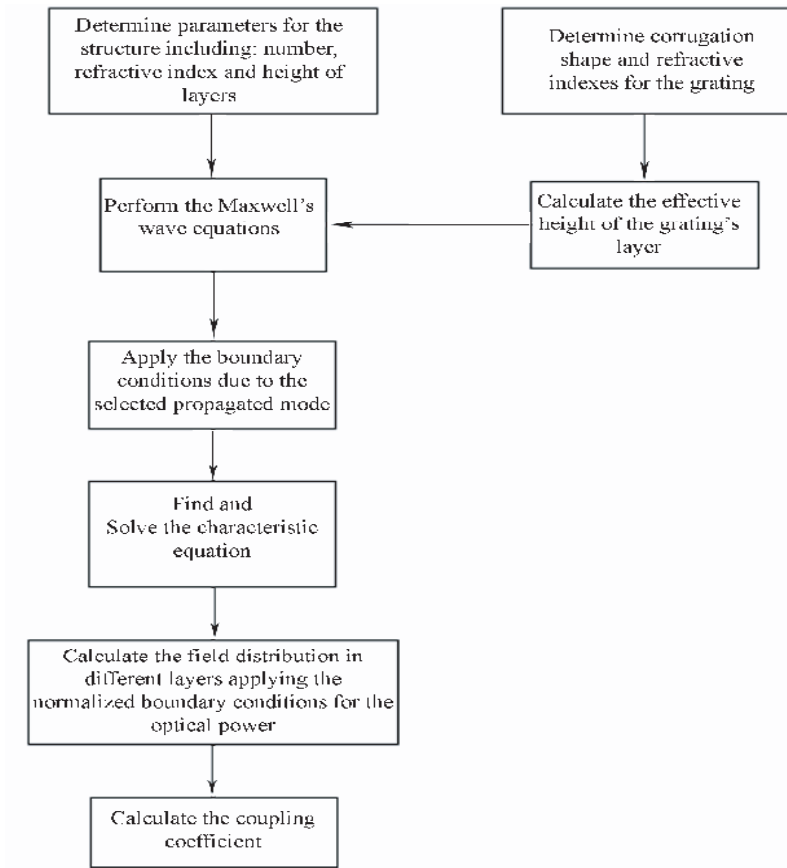 Determine parameters for the
structure including: number,
refractive index and height of
layers
Determine corrugation
shape and refractive
indexes for the grating
Perform the Maxwell's
wave equations
Calculate the effective
height of the grating's
layer
Apply the boundary
conditions due to the
selected propagated mode
Find and
Solve the characteristic
equation
Calculate the field distribution in
different layers applying the
normalized boundary conditions for the
optical power
Calculate the coupling
coefficient